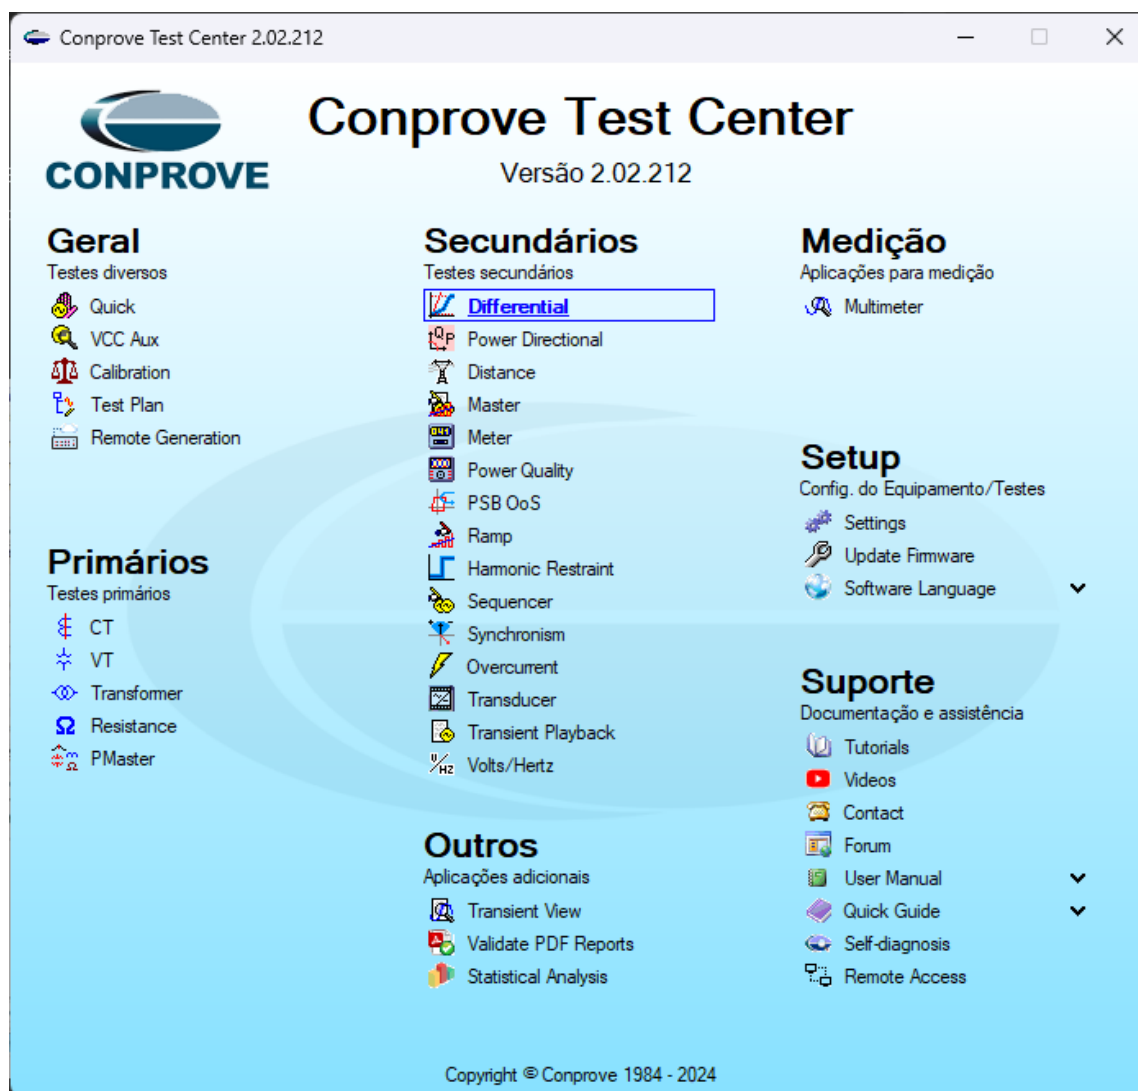 Conprove Test Center 2.02.212
CONPROVE
Conprove Test Center
Versão 2.02.212
Geral
Testes diversos
Quick
VCC Aux
Calibration
Test Plan
Remote Generation
Primários
Testes primários
CT
VT
Transformer
Resistance
PMaster
Secundários
Testes secundários
Differential
Power Directional
Distance
Master
Meter
Power Quality
PSB OoS
Ramp
Harmonic Restraint
Sequencer
Synchronism
Overcurrent
Transducer
Transient Playback
Volts/Hertz
Outros
Aplicações adicionais
Transient View
Validate PDF Reports
Statistical Analysis
Medição
Aplicações para medição
Multimeter
Setup
Config. do Equipamento/Testes
Settings
Update Firmware
Software Language
Suporte
Documentação e assistência
Tutorials
Videos
Contact
Forum
User Manual
Quick Guide
Self-diagnosis
Remote Access
Copyright © Conprove 1984 - 2024